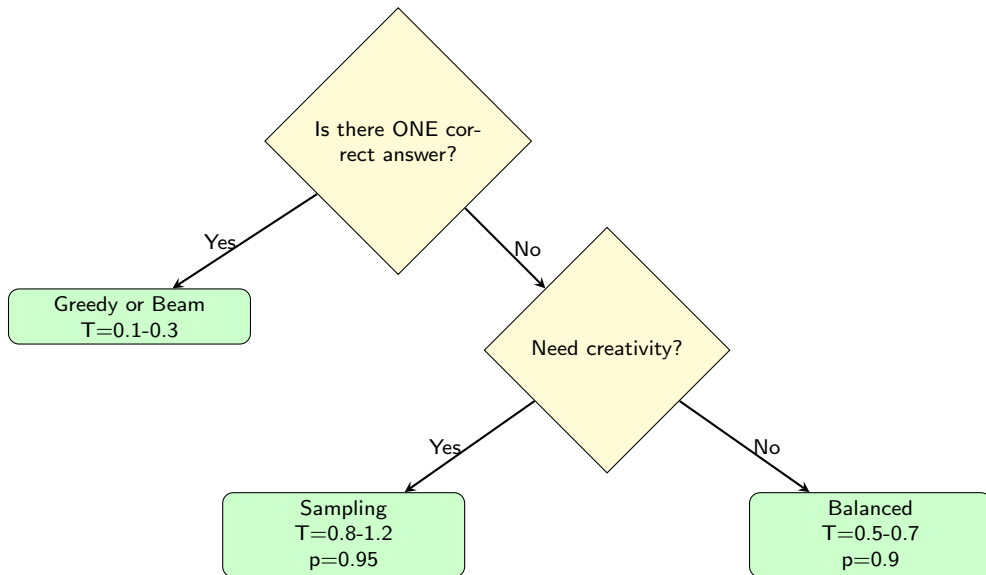 Is there ONE cor-
rect answer?
Yes
No
Greedy or Beam
T=0.1-0.3
Need creativity?
Yes
No
Sampling
T=0.8-1.2
p=0.95
Balanced
T=0.5-0.7
p=0.9